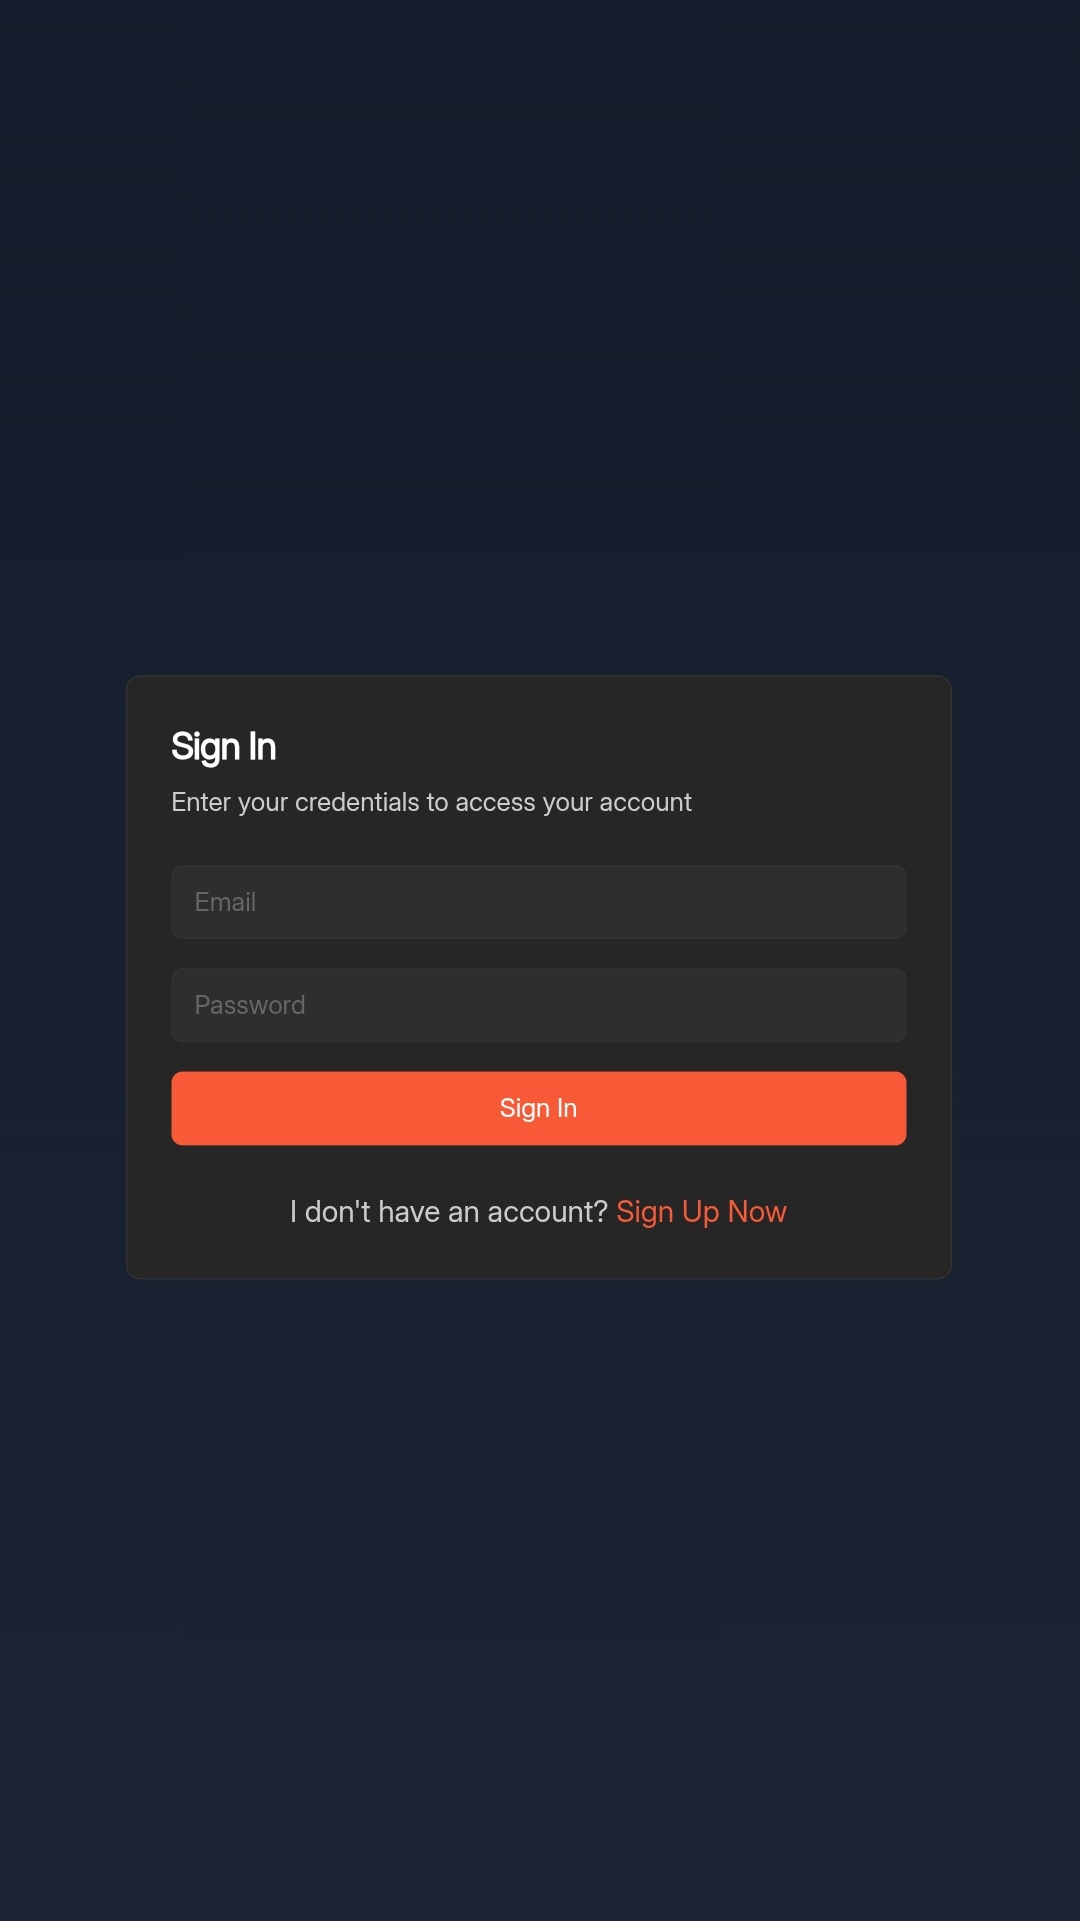 Sign In
Enter your credentials to access your account
Email
Password
Sign In
I don't have an account? Sign Up Now